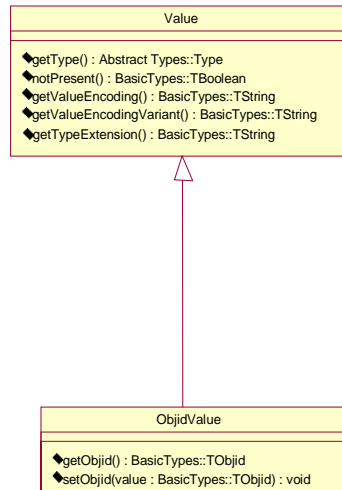 Value
getType() : Abstract Types::Type
notPresent() : BasicTypes::TBoolean
getValueEncoding() : BasicTypes::TString
getValueEncodingVariant() : BasicTypes::TString
getTypeExtension() : BasicTypes::TString
ObjidValue
getObjid() : BasicTypes::TObjid
setObjid(value : BasicTypes::TObjid) : void